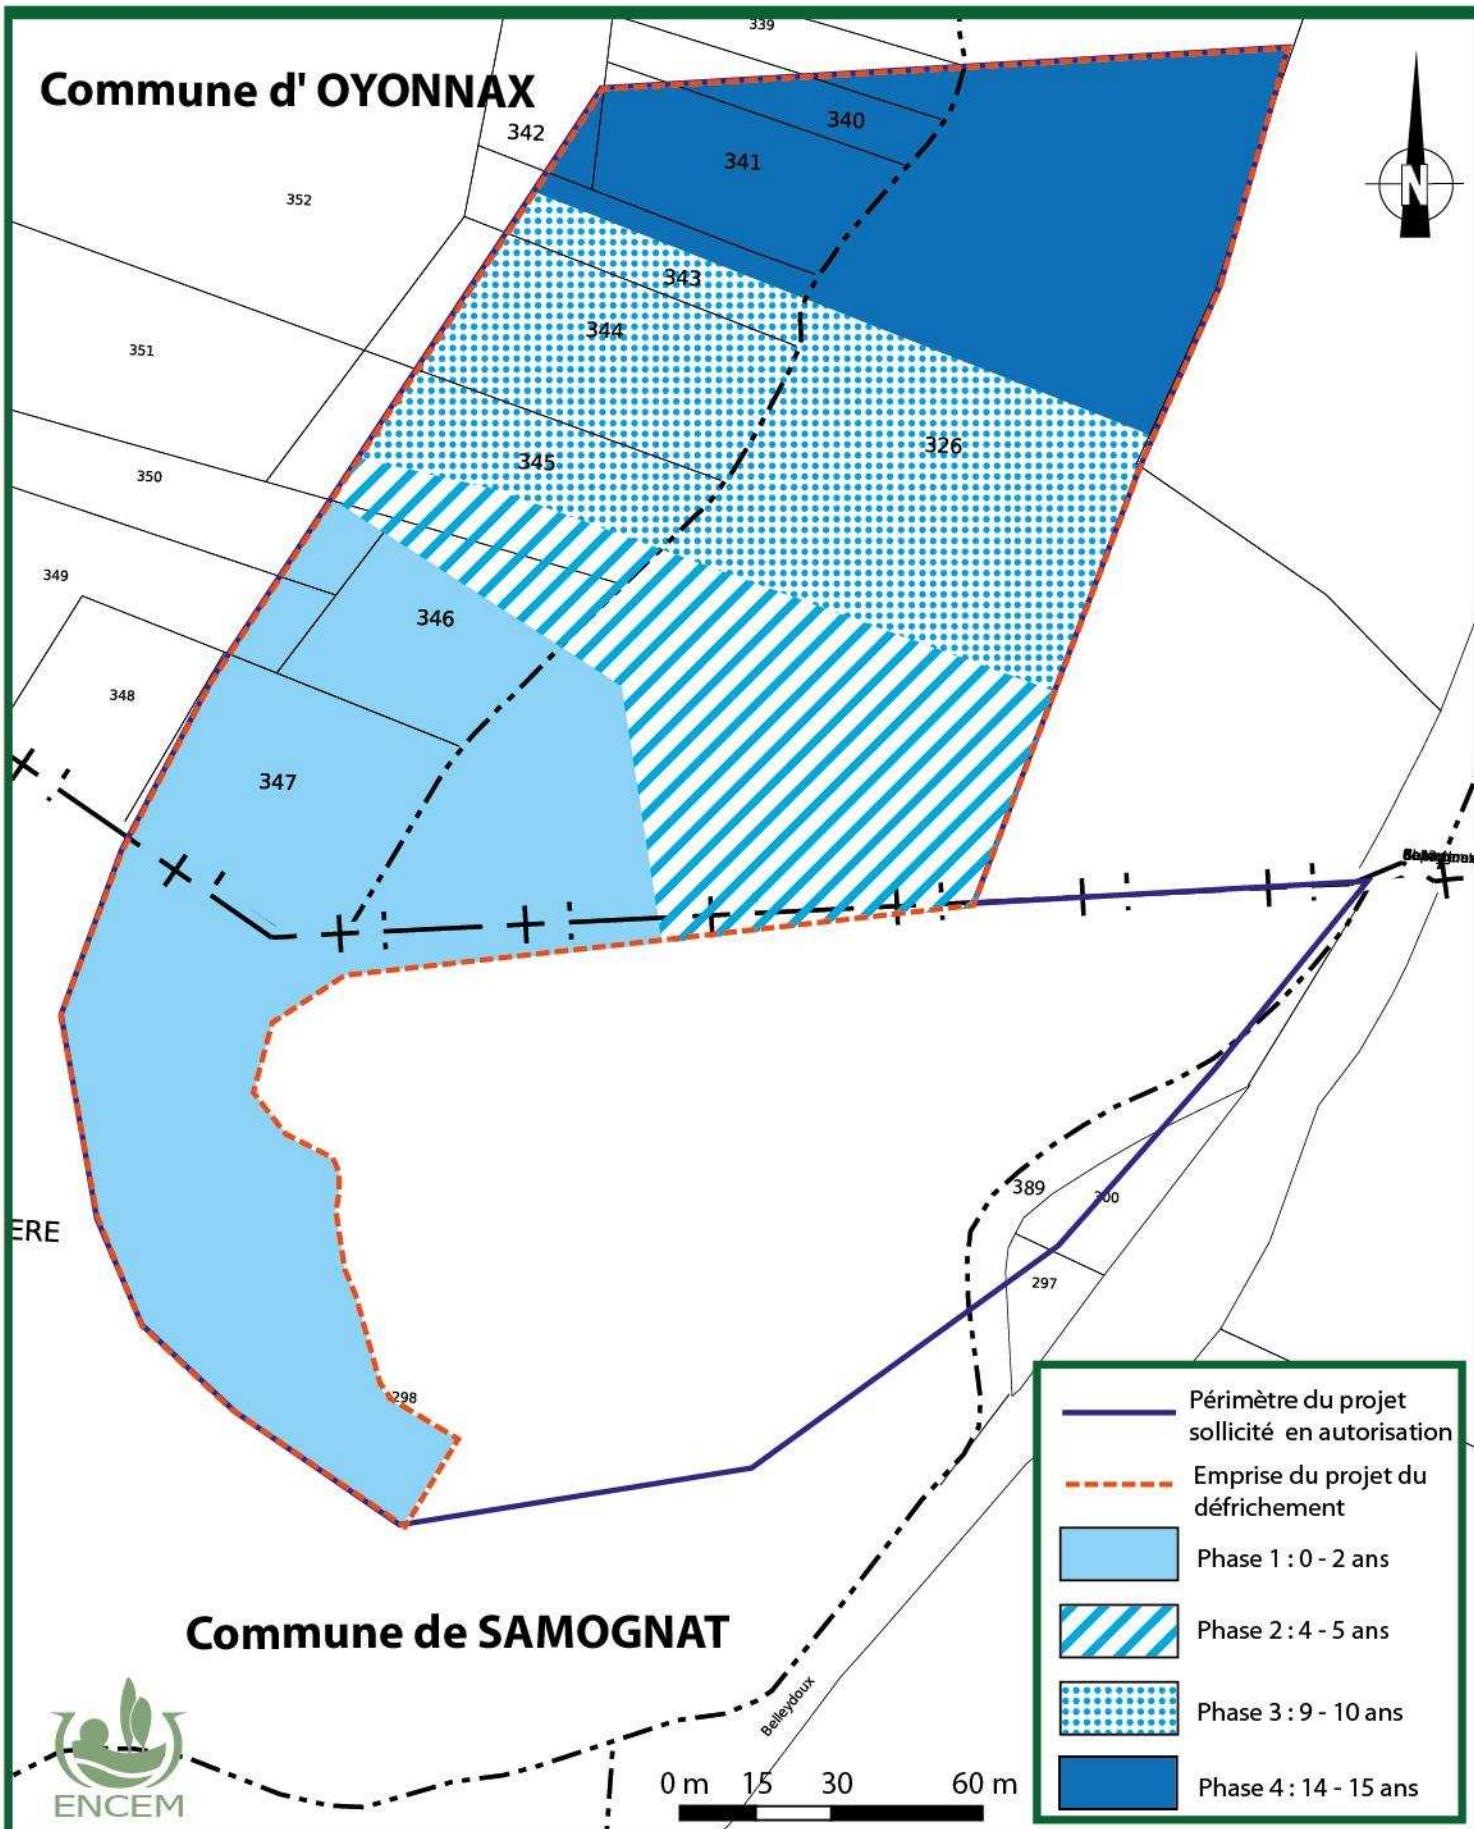 339
Commune d' OYONNAX
340
342
341
352
N
343
344
351
326
345
350
349
346
348
347
389
300
ERE
297
298
Périmètre du projet
sollicité en autorisation
Emprise du projet du
défrichement
Phase 1 : 0 - 2 ans
Commune de SAMOGNAT
Phase 2 : 4 - 5 ans
Belleydoux
Phase 3 : 9 - 10 ans
0 m 15 30 60 m
Phase 4 : 14 - 15 ans
ENCEM